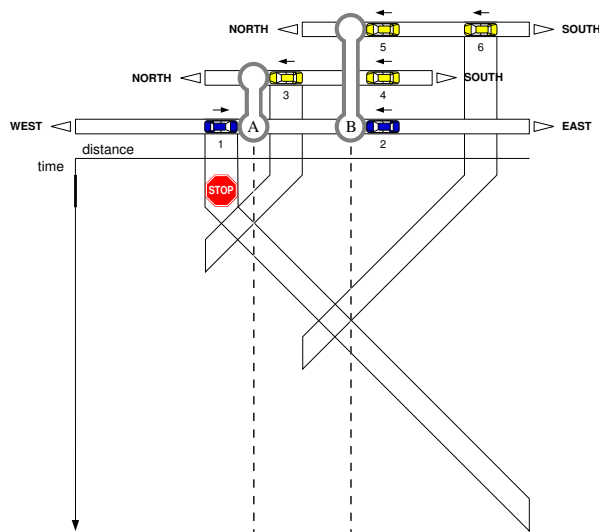 NORTH SOUTH
5 6
NORTH SOUTH
3 4
WEST A B EAST
1 2
distance
time
STOP